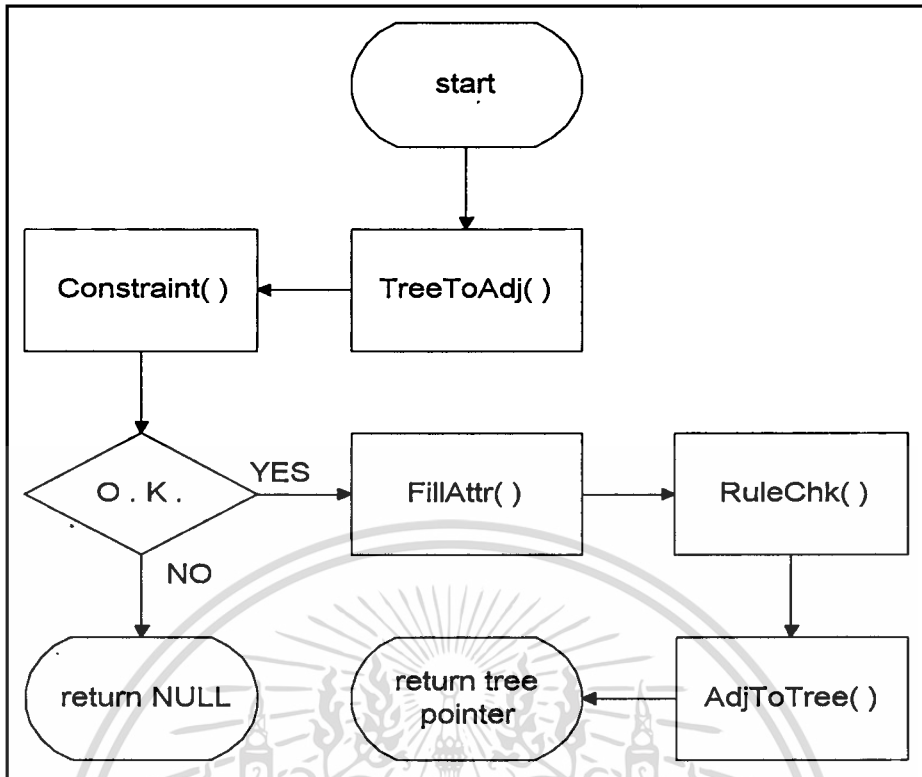 start
TreeToAdj( )
Constraint( )
O . K .
YES
FillAttr( )
RuleChk( )
NO
return NULL
return tree
pointer
AdjToTree( )